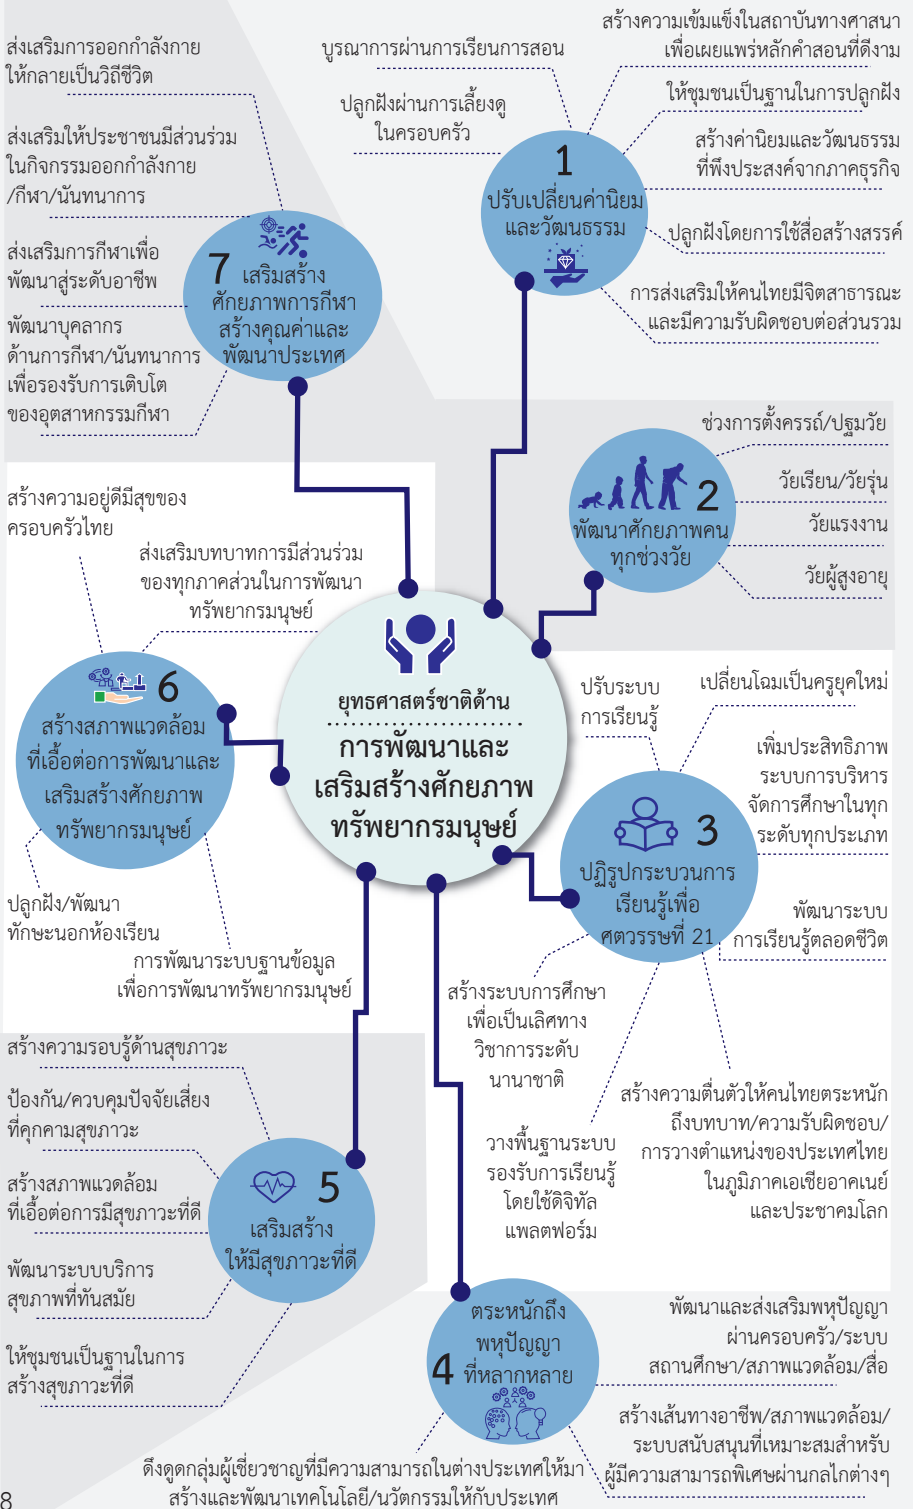 ยุทธศาสตร์ชาติด้าน
การพัฒนาและ
เสริมสร้างศักยภาพ
ทรัพยากรมนุษย์
1
ปรับเปลี่ยนค่านิยม
และวัฒนธรรม
บูรณาการผ่านการเรียนการสอน
ปลูกฝังผ่านการเลี้ยงดู
ในครอบครัว
สร้างความเข้มแข็งในสถาบันทางศาสนา
เพื่อเผยแพร่หลักคำสอนที่ดีงาม
ให้ชุมชนเป็นฐานในการปลูกฝัง
สร้างค่านิยมและวัฒนธรรม
ที่พึงประสงค์จากภาคธุรกิจ
ปลูกฝังโดยการใช้สื่อสร้างสรรค์
การส่งเสริมให้คนไทยมีจิตสาธารณะ
และมีความรับผิดชอบต่อส่วนรวม
2
พัฒนาศักยภาพคน
ทุกช่วงวัย
ช่วงการตั้งครรถ์/ปฐมวัย
วัยเรียน/วัยรุ่น
วัยแรงงาน
วัยผู้สูงอายุ
3
ปฏิรูปกระบวนการ
เรียนรู้เพื่อ
ศตวรรษที่ 21
ปรับระบบ
การเรียนรู้
เปลี่ยนโฉมเป็นครูยุคใหม่
เพิ่มประสิทธิภาพ
ระบบการบริหาร
จัดการศึกษาในทุก
ระดับทุกประเภท
พัฒนาระบบ
การเรียนรู้ตลอดชีวิต
สร้างระบบการศึกษา
เพื่อเป็นเลิศทาง
วิชาการระดับ
นานาชาติ
วางพื้นฐานระบบ
รองรับการเรียนรู้
โดยใช้ดิจิทัล
แพลตฟอร์ม
สร้างความตื่นตัวให้คนไทยตระหนัก
ถึงบทบาท/ความรับผิดชอบ/
การวางตำแหน่งของประเทศไทย
ในภูมิภาคเอเชียอาคเนย์
และประชาคมโลก
4
ตระหนักถึง
พหุปัญญา
ที่หลากหลาย
พัฒนาและส่งเสริมพหุปัญญา
ผ่านครอบครัว/ระบบ
สถานศึกษา/สภาพแวดล้อม/สื่อ
สร้างเส้นทางอาชีพ/สภาพแวดล้อม/
ระบบสนับสนุนที่เหมาะสมสำหรับ
ผู้มีความสามารถพิเศษผ่านกลไกต่างๆ
ดึงดูดกลุ่มผู้เชี่ยวชาญที่มีความสามารถในต่างประเทศให้มา
สร้างและพัฒนาเทคโนโลยี/นวัตกรรมให้กับประเทศ
5
เสริมสร้าง
ให้มีสุขภาวะที่ดี
สร้างความรอบรู้ด้านสุขภาวะ
ป้องกัน/ควบคุมปัจจัยเสี่ยง
ที่คุกคามสุขภาวะ
สร้างสภาพแวดล้อม
ที่เอื้อต่อการมีสุขภาวะที่ดี
พัฒนาระบบบริการ
สุขภาพที่ทันสมัย
ให้ชุมชนเป็นฐานในการ
สร้างสุขภาวะที่ดี
6
สร้างสภาพแวดล้อม
ที่เอื้อต่อการพัฒนาและ
เสริมสร้างศักยภาพ
ทรัพยากรมนุษย์
สร้างความอยู่ดีมีสุขของ
ครอบครัวไทย
ส่งเสริมบทบาทการมีส่วนร่วม
ของทุกภาคส่วนในการพัฒนา
ทรัพยากรมนุษย์
ปลูกฝัง/พัฒนา
ทักษะนอกห้องเรียน
การพัฒนาระบบฐานข้อมูล
เพื่อการพัฒนาทรัพยากรมนุษย์
7 เสริมสร้าง
ศักยภาพการกีฬา
สร้างคุณค่าและ
พัฒนาประเทศ
ส่งเสริมการออกกำลังกาย
ให้กลายเป็นวิถีชีวิต
ส่งเสริมให้ประชาชนมีส่วนร่วม
ในกิจกรรมออกกำลังกาย
/กีฬา/นันทนาการ
ส่งเสริมการกีฬาเพื่อ
พัฒนาสู่ระดับอาชีพ
พัฒนาบุคลากร
ด้านการกีฬา/นันทนาการ
เพื่อรองรับการเติบโต
ของอุตสาหกรรมกีฬา
8